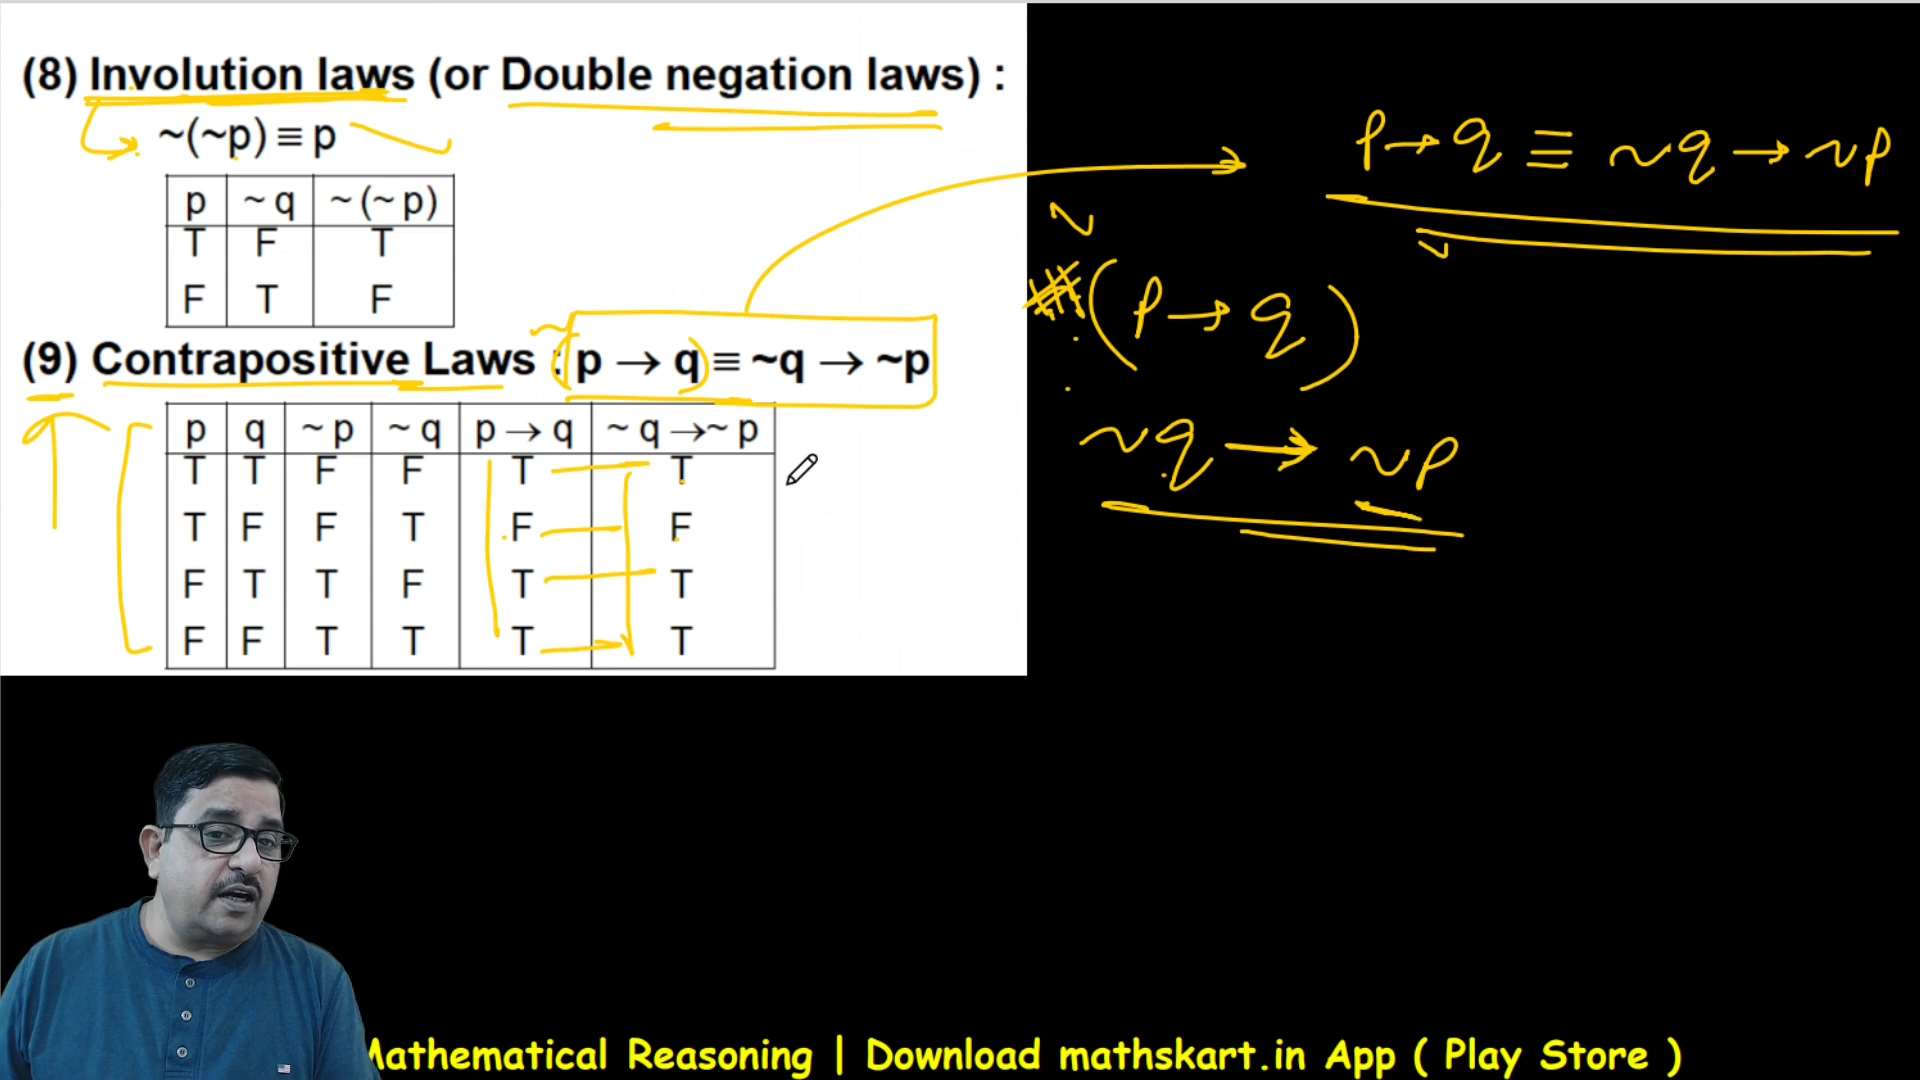 (8) Involution laws (or Double negation laws) :
~(~p) ≡ p
p ~q ~(~p)
T F T
F T F
(9) Contrapositive Laws : p → q ≡ ~q → ~p
p q ~p ~q p → q ~q → ~p
T T F F T T
T F F T F F
F T T F T T
F F T T T T
p → q ≡ ~q → ~p
~
(p → q)
~q → ~p
Mathematical Reasoning | Download mathskart.in App ( Play Store )